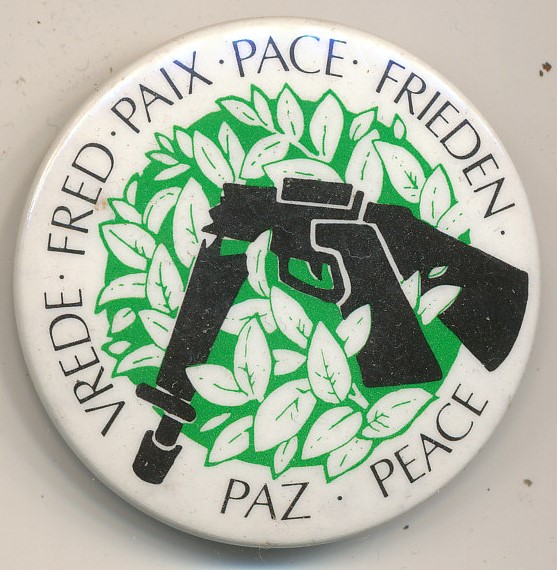 VREDE · FRED · PAIX · PACE · FRIEDEN · PEACE · PAZ